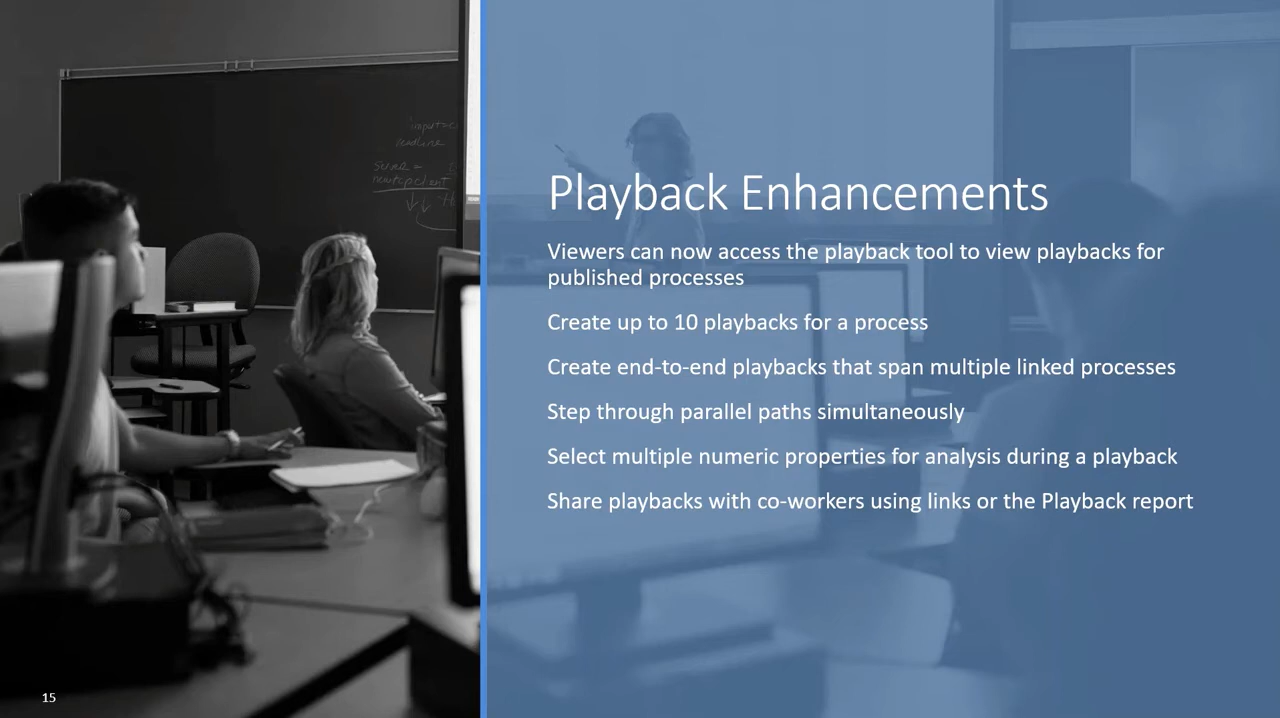 Playback Enhancements
Viewers can now access the playback tool to view playbacks for
published processes
Create up to 10 playbacks for a process
Create end-to-end playbacks that span multiple linked processes
Step through parallel paths simultaneously
Select multiple numeric properties for analysis during a playback
Share playbacks with co-workers using links or the Playback report
15